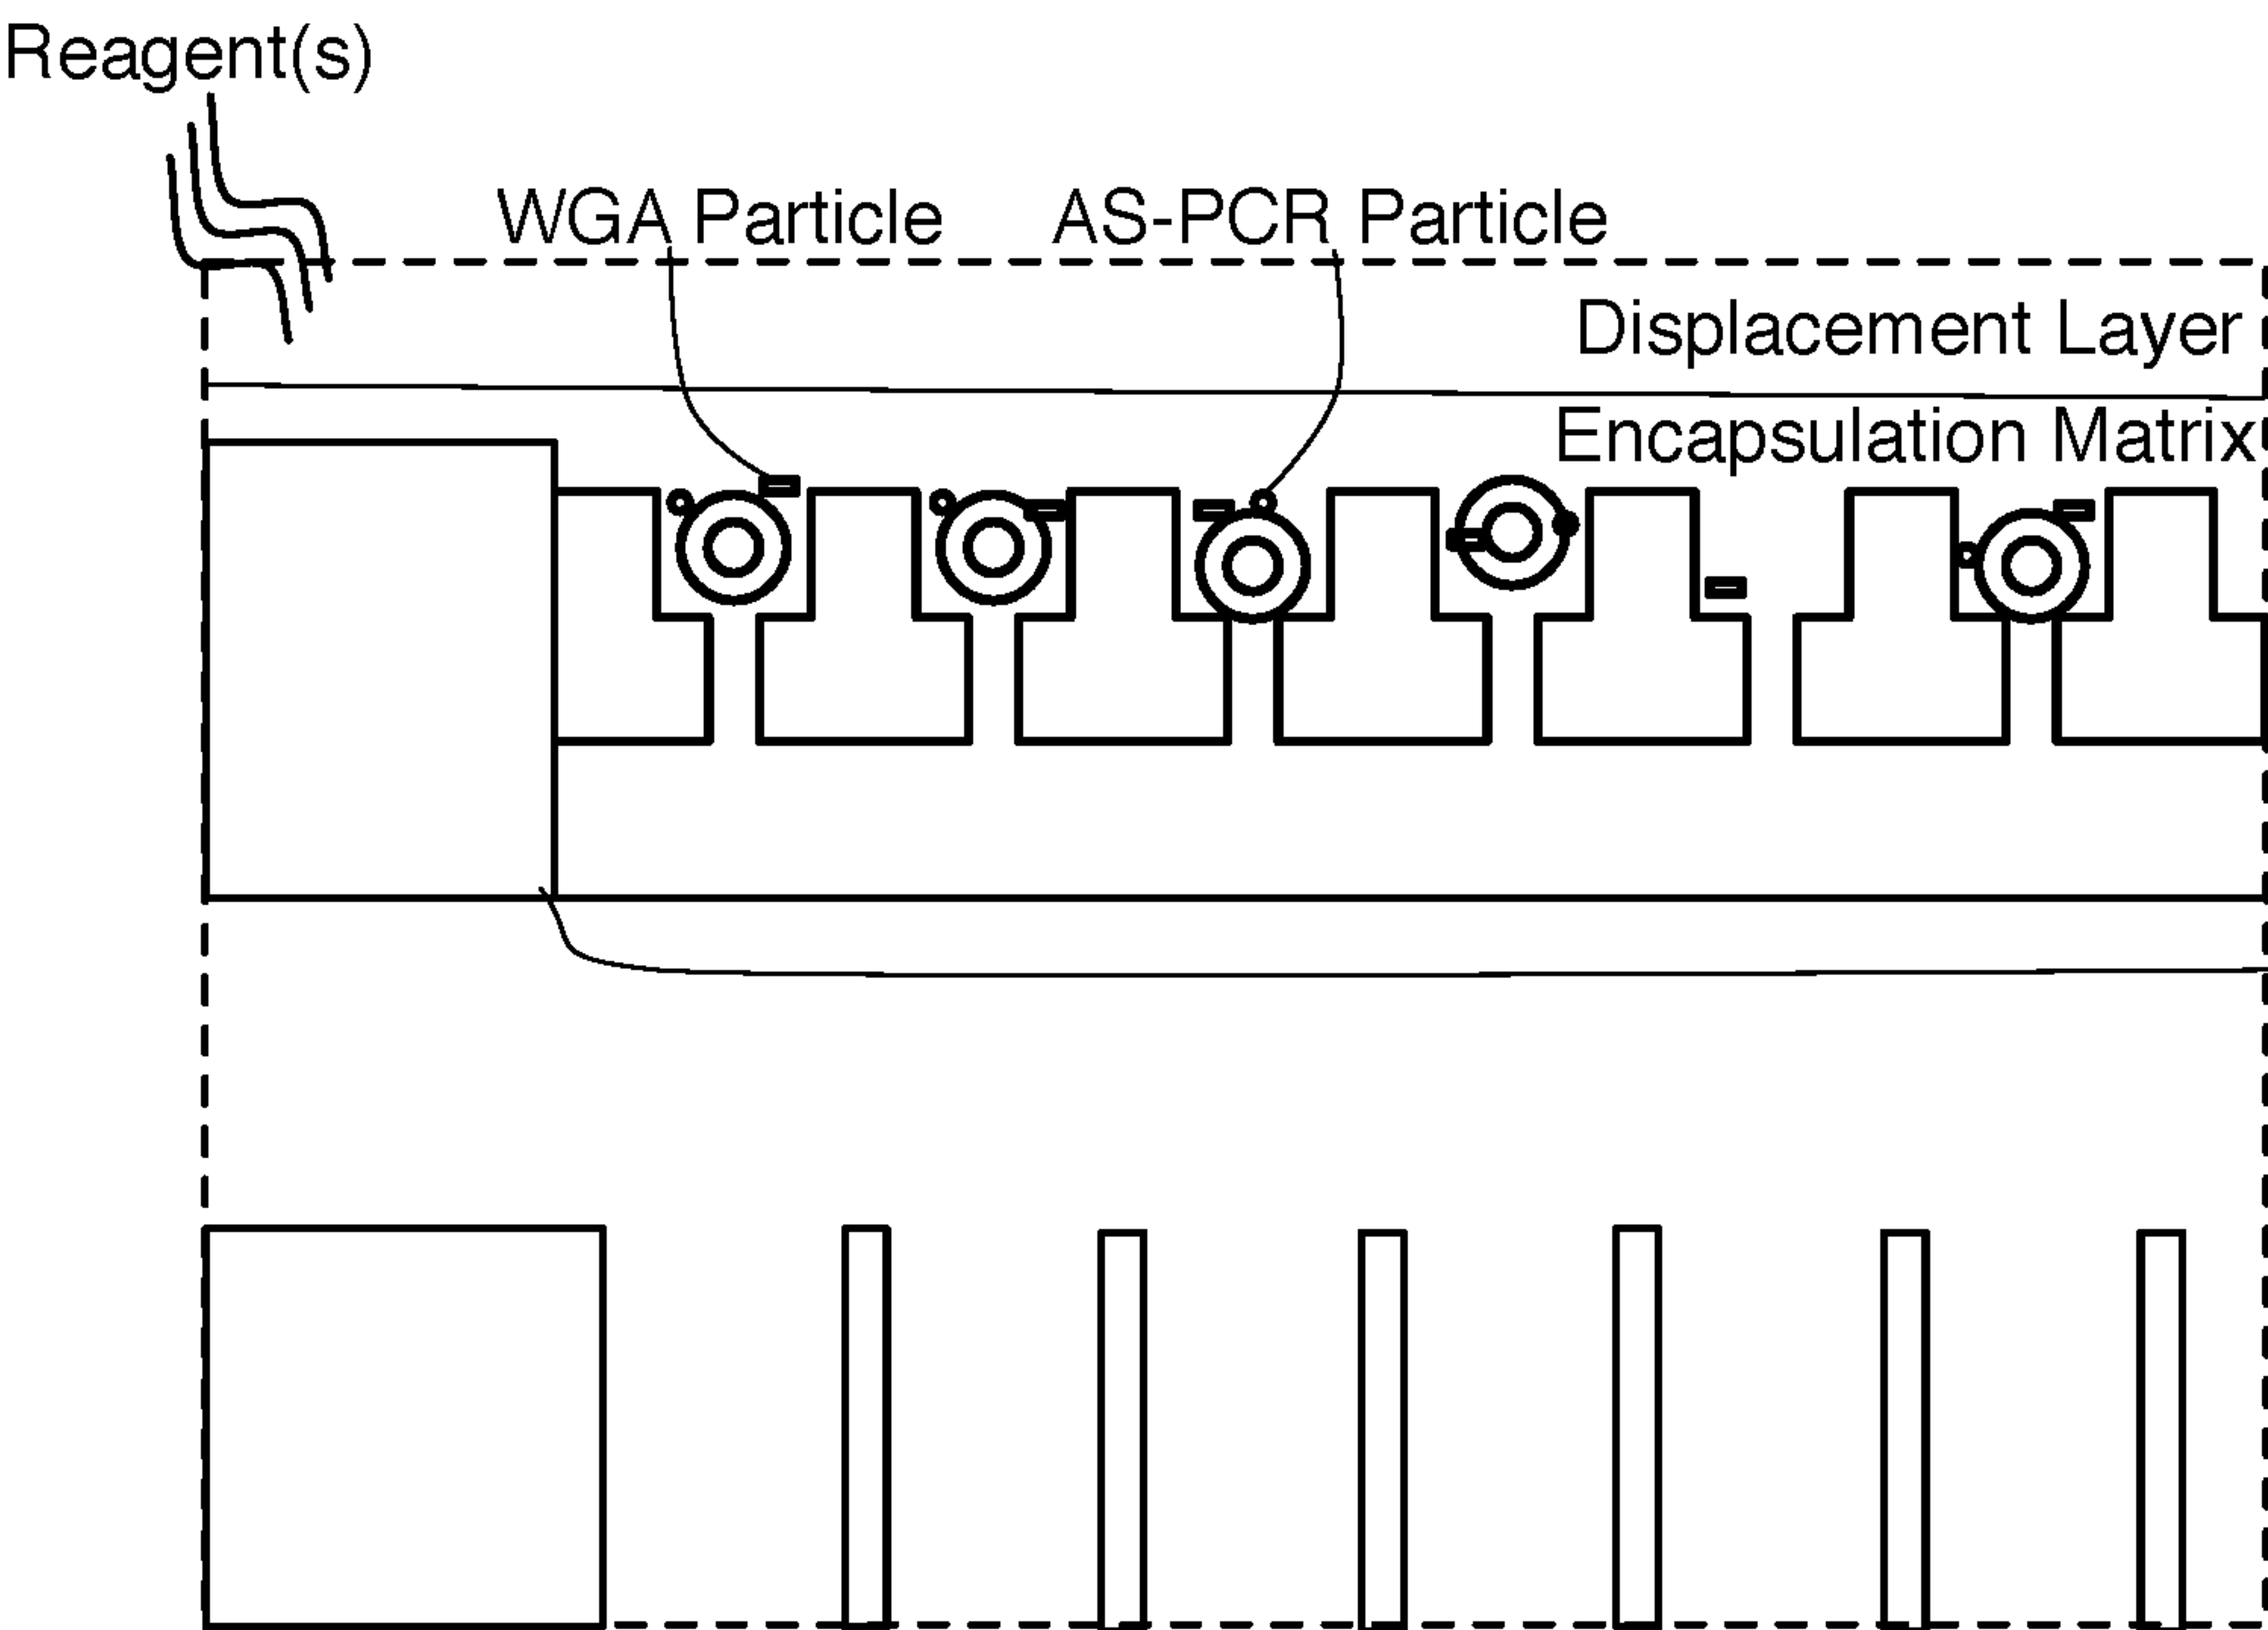 Reagent(s)
WGA Particle
AS-PCR Particle
Displacement Layer
Encapsulation Matrix